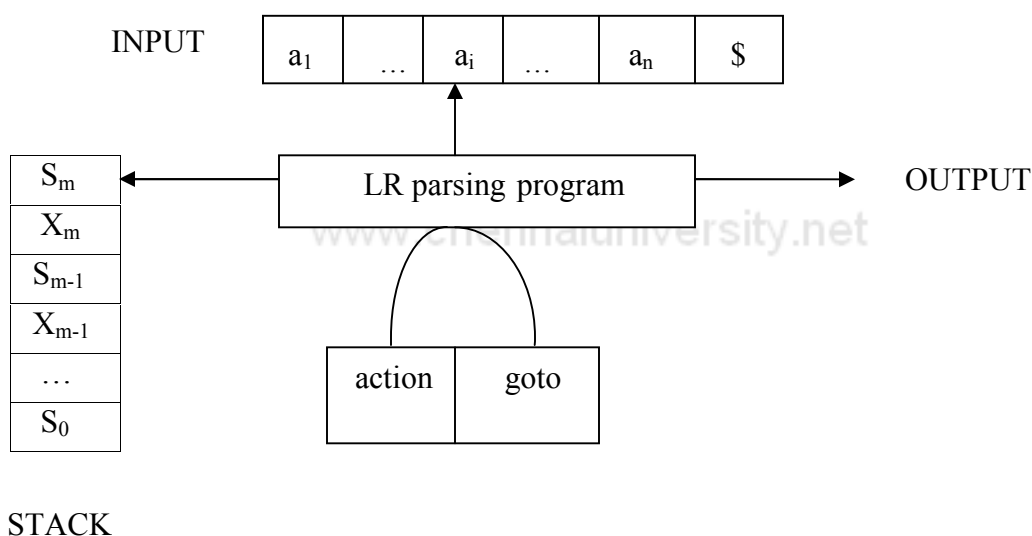 INPUT a₁ … aᵢ … aₙ $
Sₘ
LR parsing program
OUTPUT
Xₘ
www.chennaiuniversity.net
Sₘ₋₁
Xₘ₋₁
action goto
…
S₀
STACK